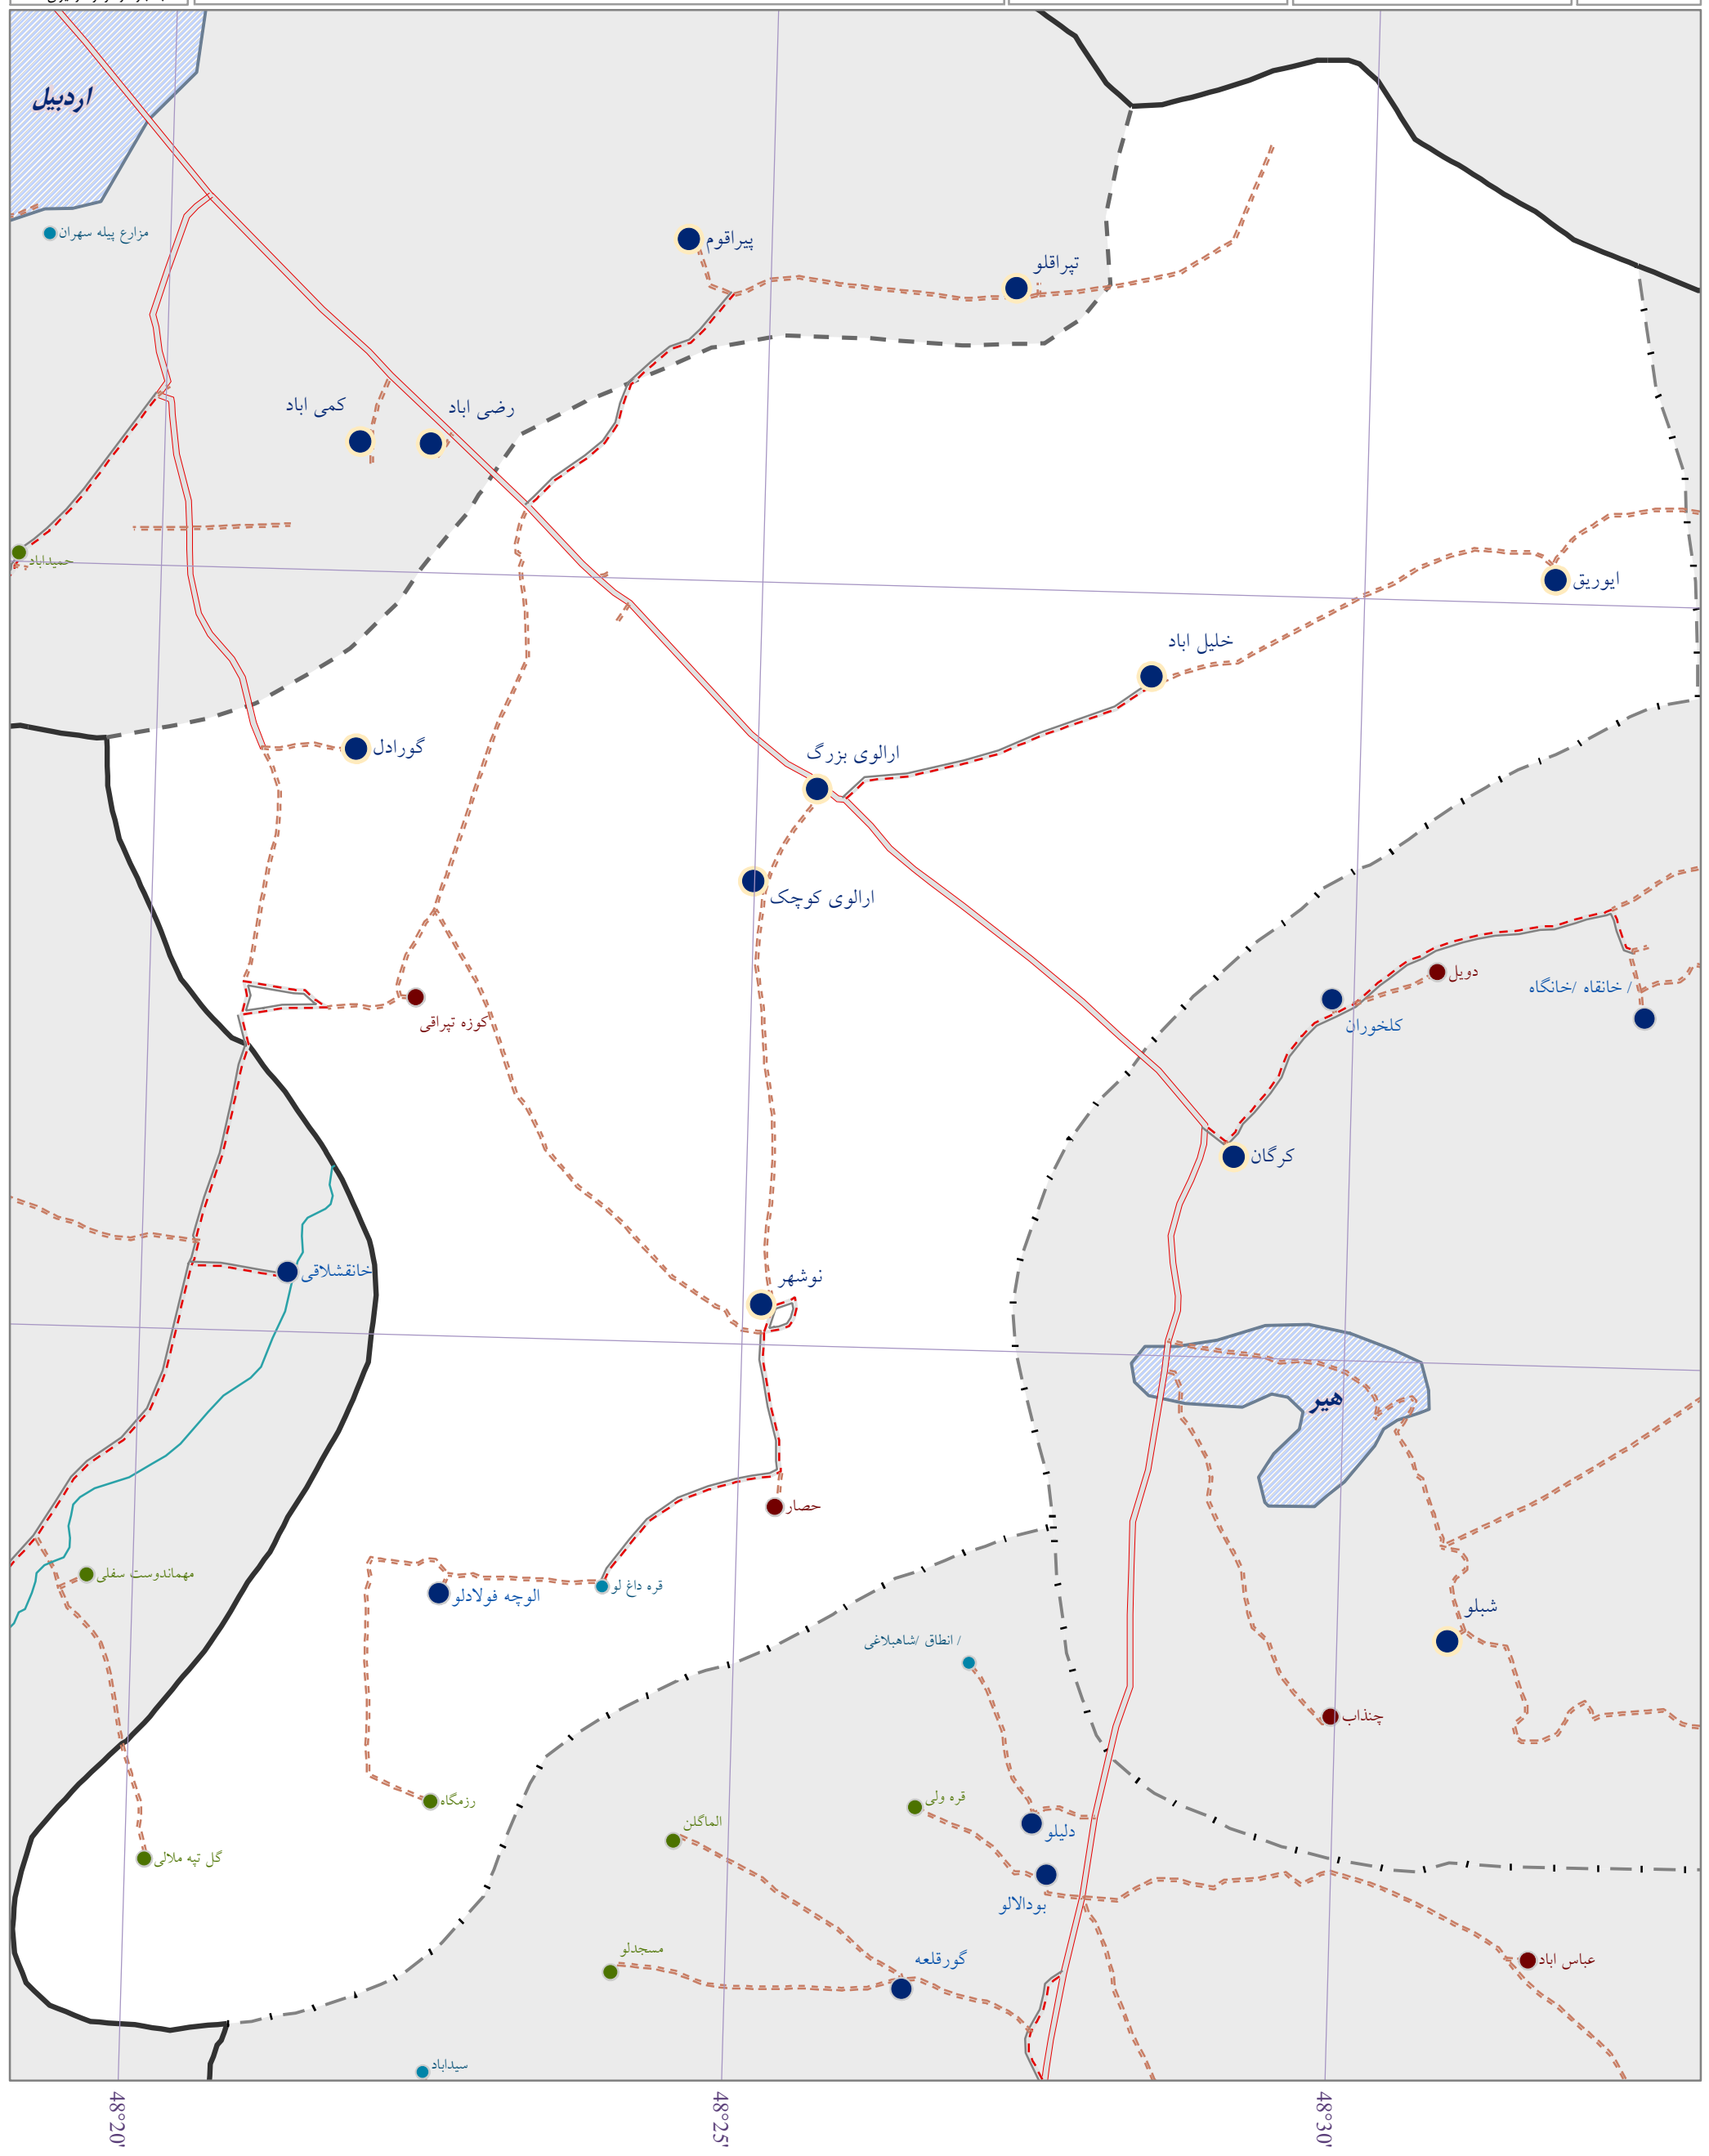 اردبیل
مزارع پیله سهران
پیراقوم
تپراقلو
کمی اباد
رضی اباد
حمیداباد
ایوریق
خلیل اباد
گورادل
ارالوی بزرگ
ارالوی کوچک
دویل
خانقاه /خانگاه /
کلخوران
کوزه تپراقی
کرگان
خانقشلاقی
نوشهر
هیر
حصار
مهماندوست سفلی
قره داغ لو
الوچه فولادلو
شبلو
انطاق /شاهبلاغی /
چنذاب
رزمگاه
قره ولی
الماگلن
دلیلو
گل تپه ملالی
بودالالو
مسجدلو
گورقلعه
عباس اباد
سیداباد
48°20'
48°25'
48°30'